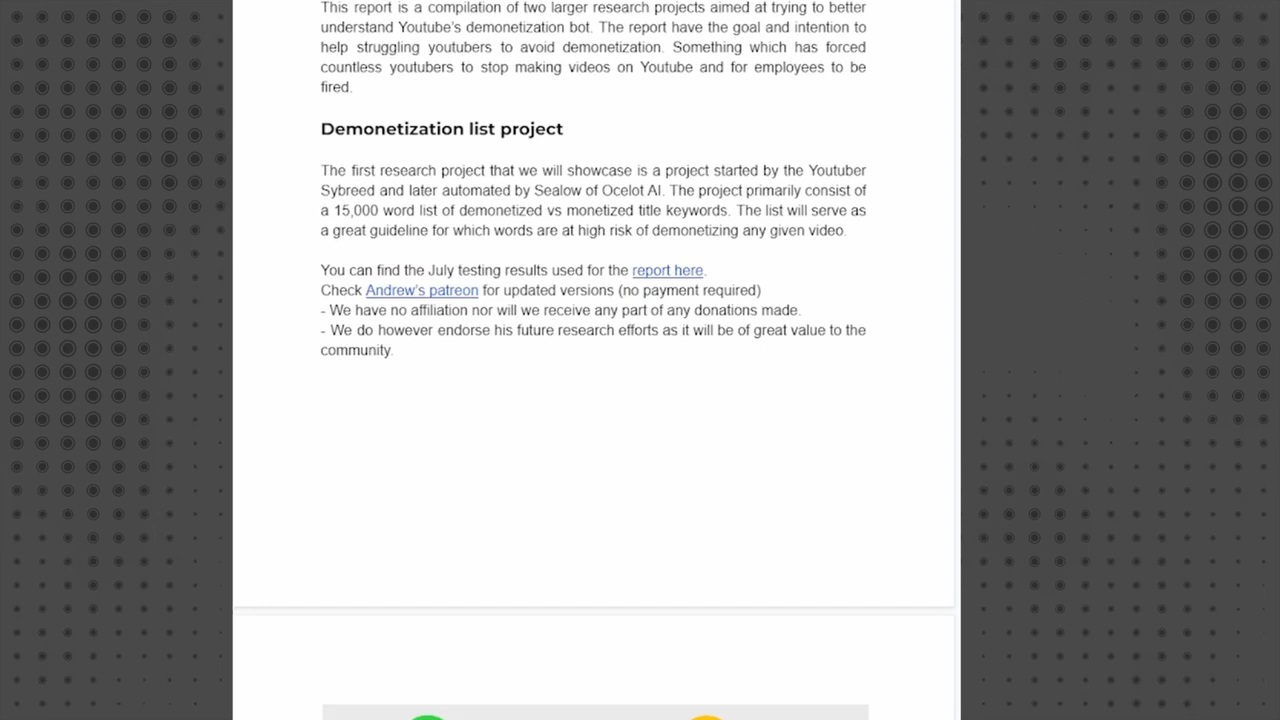 This report is a compilation of two larger research projects aimed at trying to better
understand Youtube's demonetization bot. The report have the goal and intention to
help struggling youtubers to avoid demonetization. Something which has forced
countless youtubers to stop making videos on Youtube and for employees to be
fired.
Demonetization list project
The first research project that we will showcase is a project started by the Youtuber
Sybreed and later automated by Sealow of Ocelot AI. The project primarily consist of
a 15,000 word list of demonetized vs monetized title keywords. The list will serve as
a great guideline for which words are at high risk of demonetizing any given video.
You can find the July testing results used for the report here.
Check Andrew's patreon for updated versions (no payment required)
- We have no affiliation nor will we receive any part of any donations made.
- We do however endorse his future research efforts as it will be of great value to the
community.